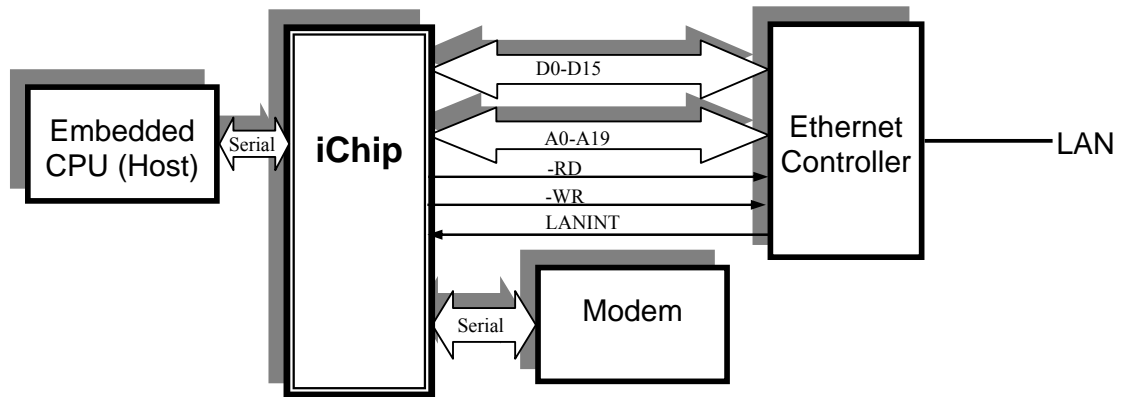 Embedded
CPU (Host)
Serial
iChip
D0-D15
A0-A19
-RD
-WR
LANINT
Serial
Modem
Ethernet
Controller
LAN